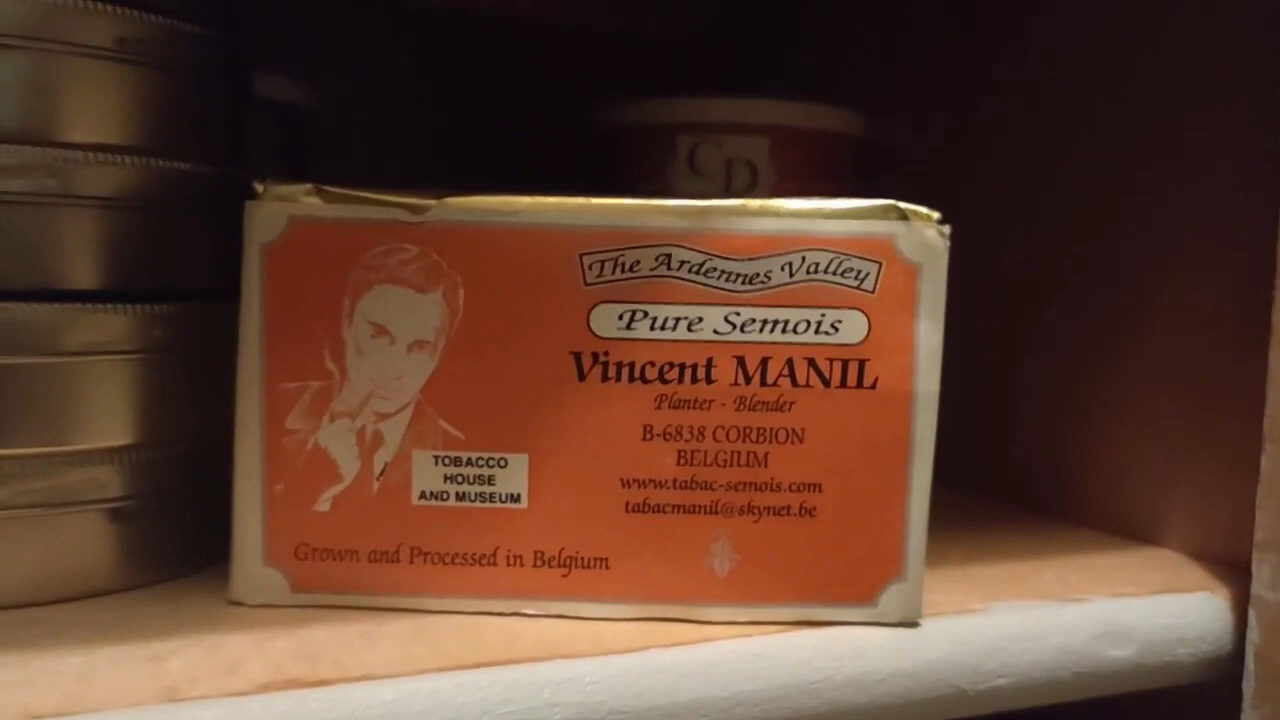 CD
The Ardennes Valley
Pure Semois
Vincent MANIL
Planter - Blender
B-6838 CORBION
BELGIUM
www.tabac-semois.com
tabacmanil@skynet.be
TOBACCO
HOUSE
AND MUSEUM
Grown and Processed in Belgium